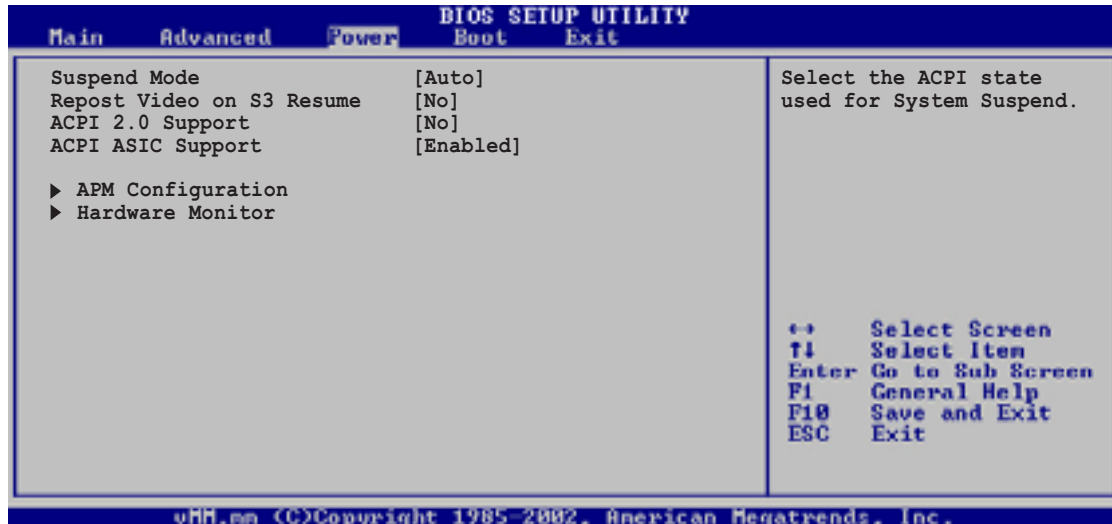 BIOS SETUP UTILITY
Main Advanced Power Boot Exit
Suspend Mode [Auto]
Repost Video on S3 Resume [No]
ACPI 2.0 Support [No]
ACPI ASIC Support [Enabled]
▶ APM Configuration
▶ Hardware Monitor
Select the ACPI state
used for System Suspend.
←→ Select Screen
↑↓ Select Item
Enter Go to Sub Screen
F1 General Help
F10 Save and Exit
ESC Exit
vMM.mm (C)Copyright 1985-2002, American Megatrends, Inc.